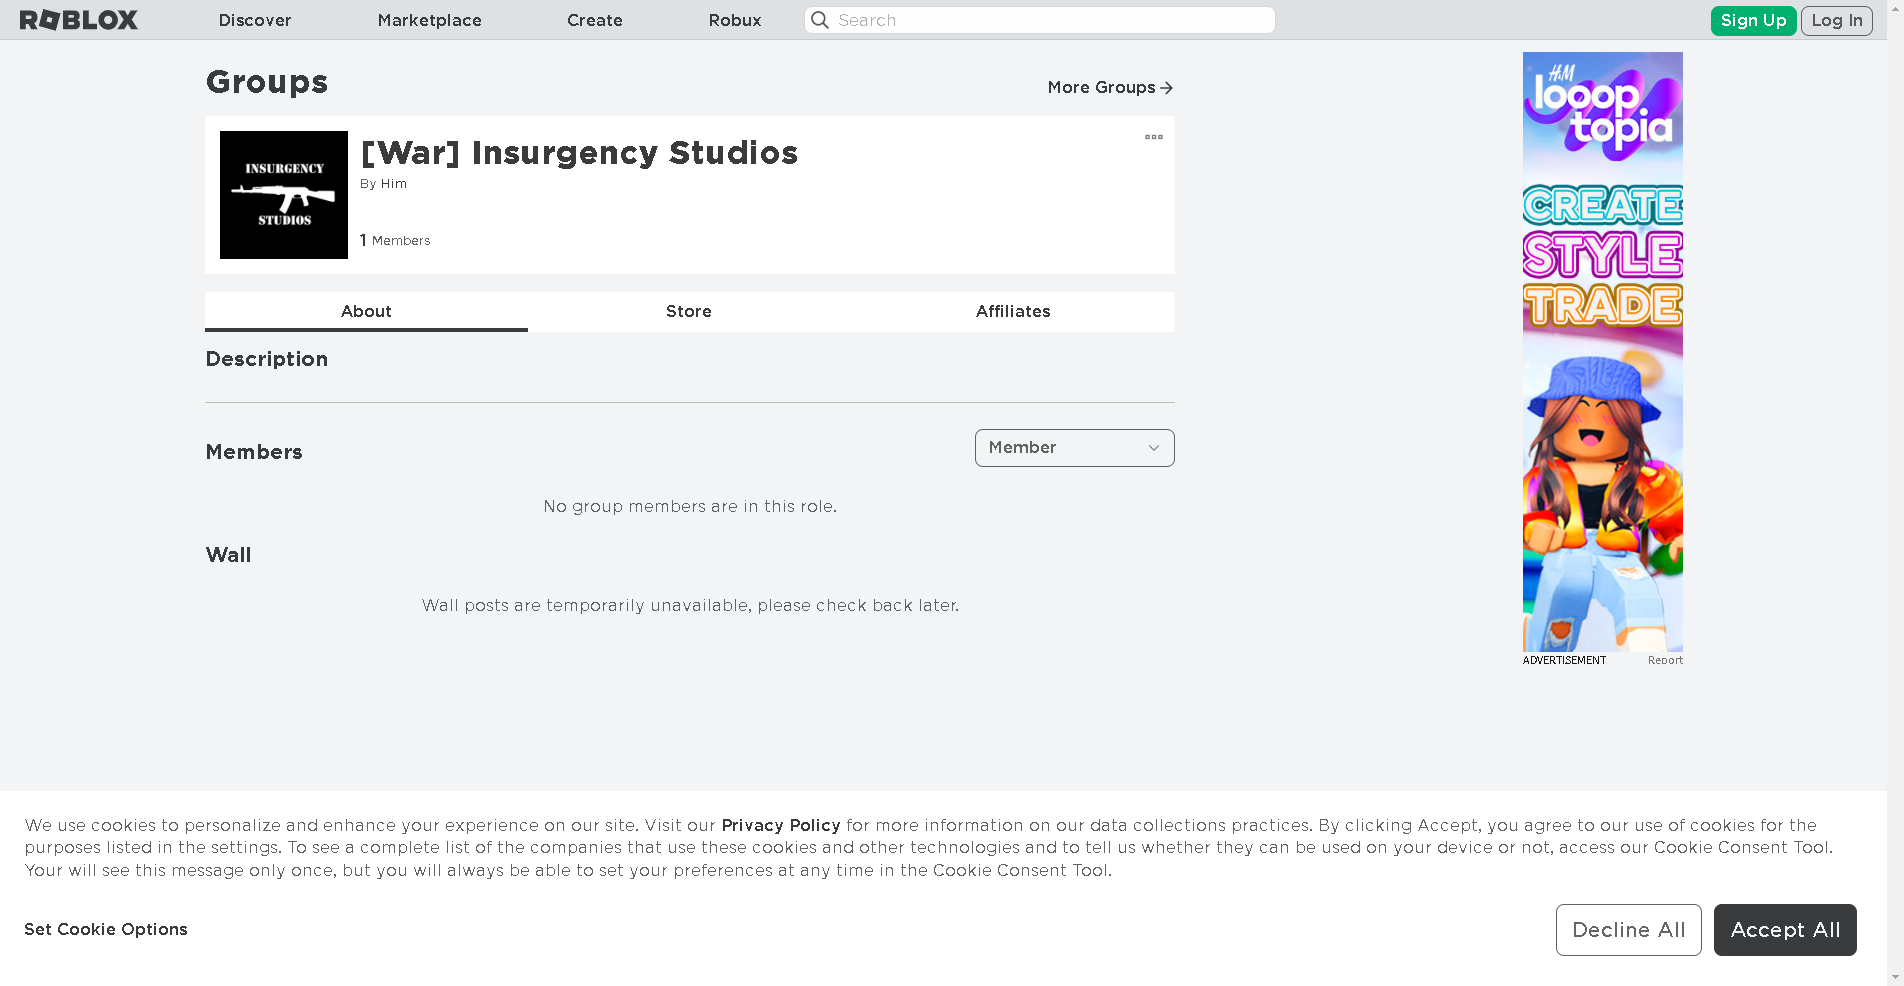 ROBLOX
Discover
Marketplace
Create
Robux
Search
Sign Up
Log In
Groups
More Groups
INSURGENCY
STUDIOS
[War] Insurgency Studios
By Him
1 Members
About
Store
Affiliates
Description
Members
Member
No group members are in this role.
Wall
Wall posts are temporarily unavailable, please check back later.
H&M
looop
topia
CREATE
STYLE
TRADE
ADVERTISEMENT
Report
We use cookies to personalize and enhance your experience on our site. Visit our Privacy Policy for more information on our data collections practices. By clicking Accept, you agree to our use of cookies for the
purposes listed in the settings. To see a complete list of the companies that use these cookies and other technologies and to tell us whether they can be used on your device or not, access our Cookie Consent Tool.
Your will see this message only once, but you will always be able to set your preferences at any time in the Cookie Consent Tool.
Set Cookie Options
Decline All
Accept All